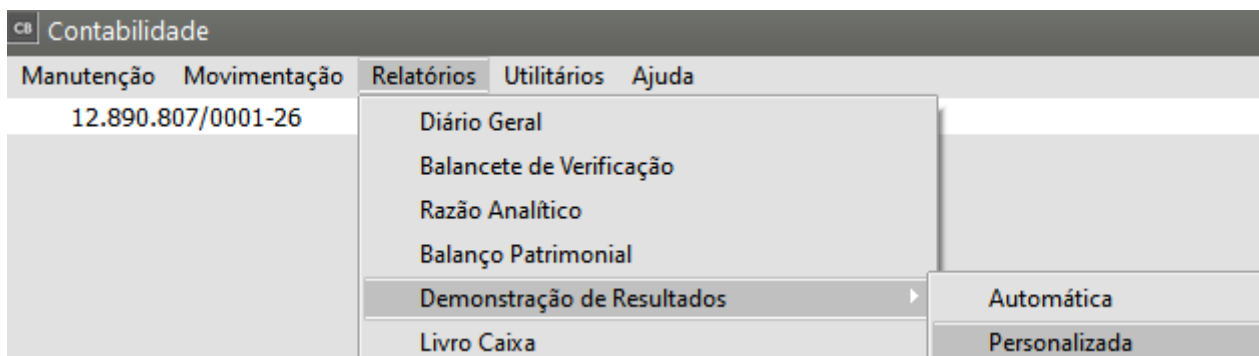 CB Contabilidade
Manutenção Movimentação Relatórios Utilitários Ajuda
12.890.807/0001-26
Diário Geral
Balancete de Verificação
Razão Analítico
Balanço Patrimonial
Demonstração de Resultados
Automática
Livro Caixa
Personalizada